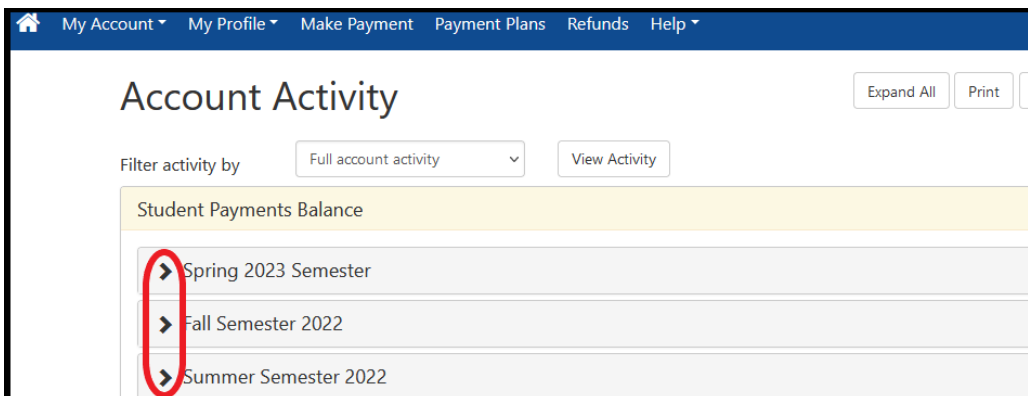 My Account My Profile Make Payment Payment Plans Refunds Help
Account Activity
Expand All Print
Filter activity by Full account activity View Activity
Student Payments Balance
Spring 2023 Semester
Fall Semester 2022
Summer Semester 2022